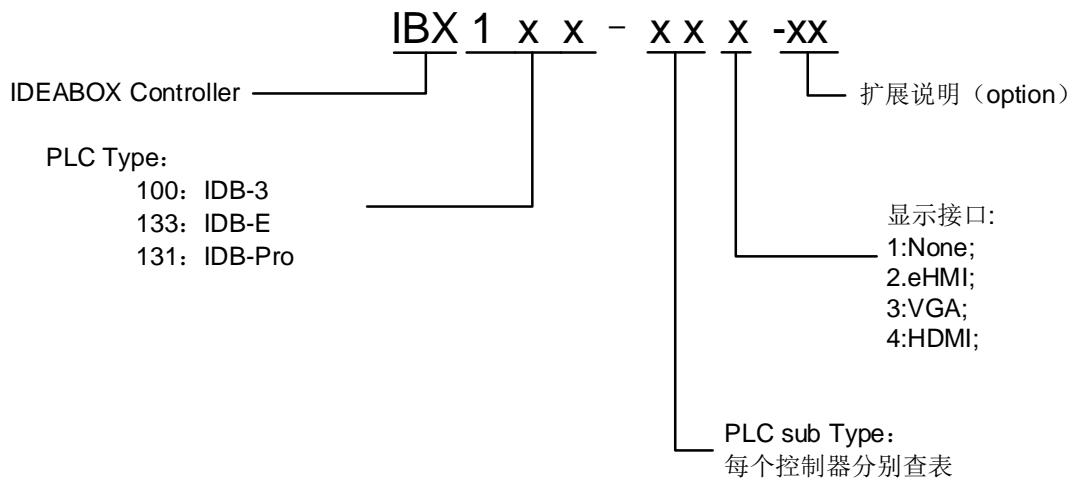 IBX 1 x x - x x x -xx
IDEABOX Controller
扩展说明（option）
PLC Type：
100：IDB-3
133：IDB-E
131：IDB-Pro
显示接口:
1:None;
2.eHMI;
3:VGA;
4:HDMI;
PLC sub Type：
每个控制器分别查表